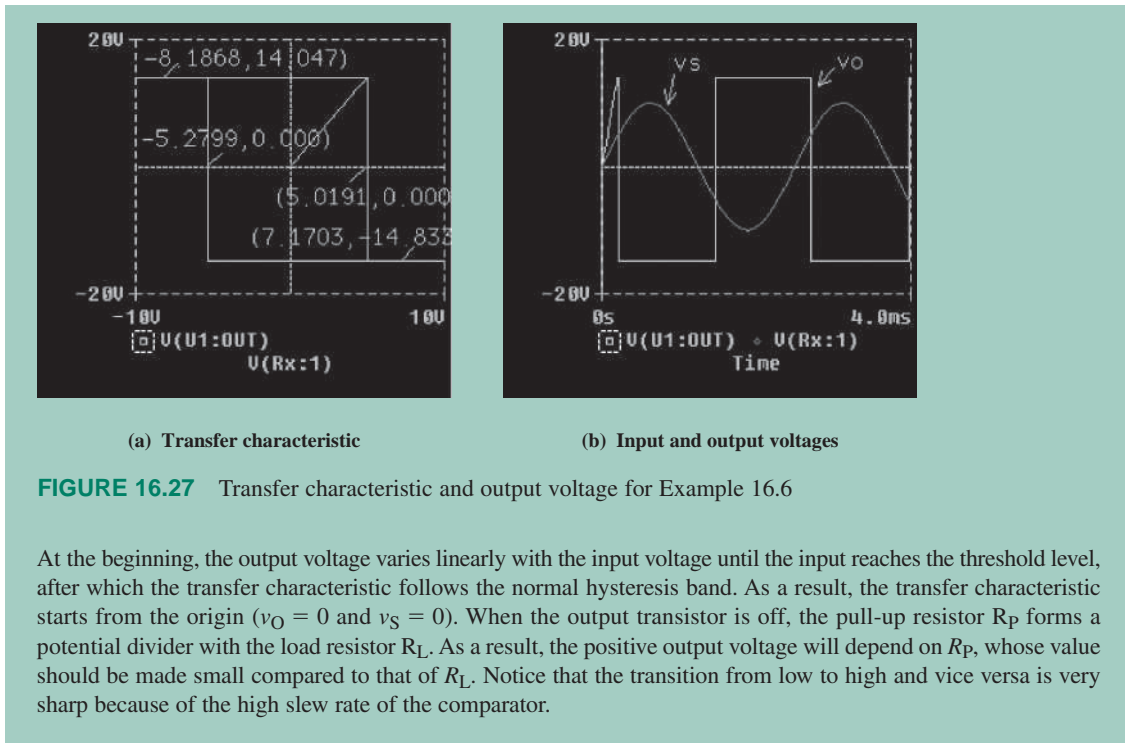 20V
-8.1868,14.047)
-5.2799,0.000)
(5.0191,0.000
(7.1703,-14.833
-20V
-10V 10V
V(U1:OUT)
V(Rx:1)
20V
vs
vo
-20V
0s 4.0ms
V(U1:OUT) V(Rx:1)
Time
(a) Transfer characteristic
(b) Input and output voltages
FIGURE 16.27 Transfer characteristic and output voltage for Example 16.6
At the beginning, the output voltage varies linearly with the input voltage until the input reaches the threshold level,
after which the transfer characteristic follows the normal hysteresis band. As a result, the transfer characteristic
starts from the origin (vO = 0 and vS = 0). When the output transistor is off, the pull-up resistor RP forms a
potential divider with the load resistor RL. As a result, the positive output voltage will depend on RP, whose value
should be made small compared to that of RL. Notice that the transition from low to high and vice versa is very
sharp because of the high slew rate of the comparator.